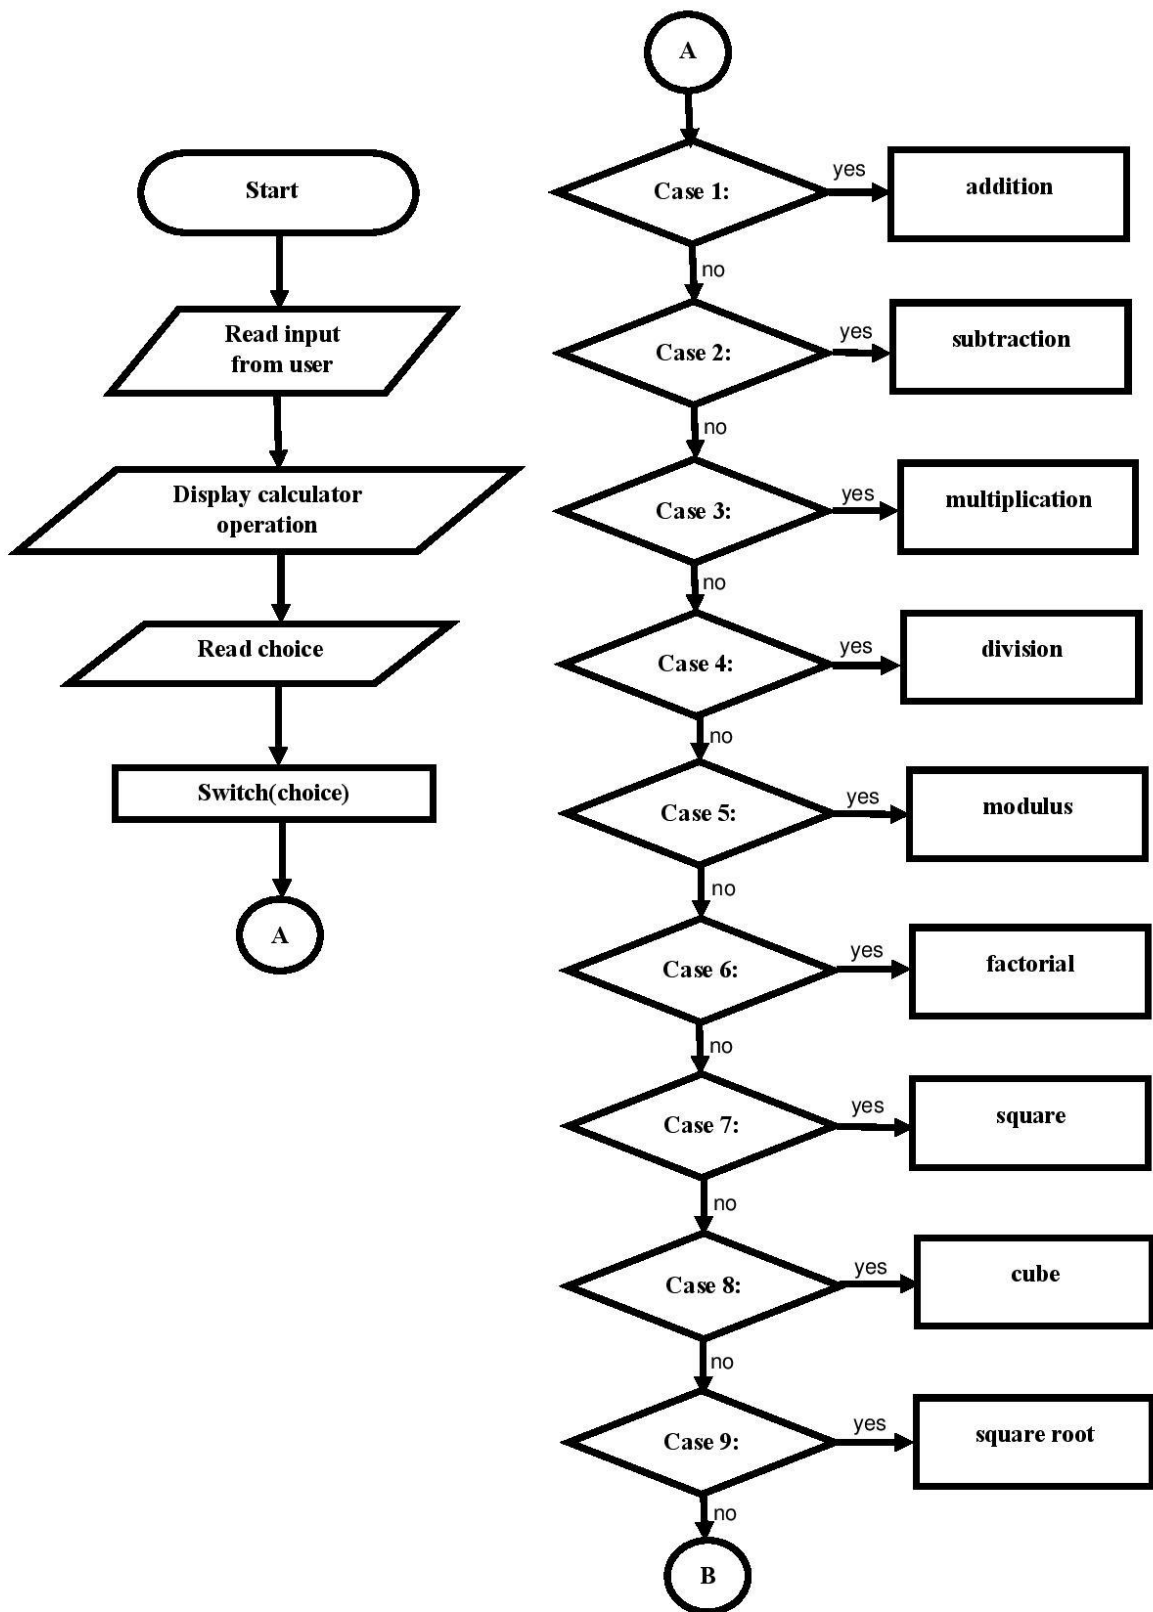 Start
Read input
from user
Display calculator
operation
Read choice
Switch(choice)
A
A
Case 1:
yes
addition
no
Case 2:
yes
subtraction
no
Case 3:
yes
multiplication
no
Case 4:
yes
division
no
Case 5:
yes
modulus
no
Case 6:
yes
factorial
no
Case 7:
yes
square
no
Case 8:
yes
cube
no
Case 9:
yes
square root
no
B